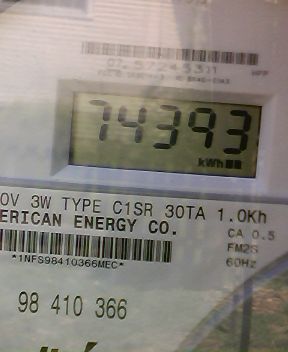 74393
kWh
0V 3W TYPE C1SR 30TA 1.0Kh
ERICAN ENERGY CO.
CA 0.5
FM2S
60Hz
*1NFS98410366MEC*
98 410 366